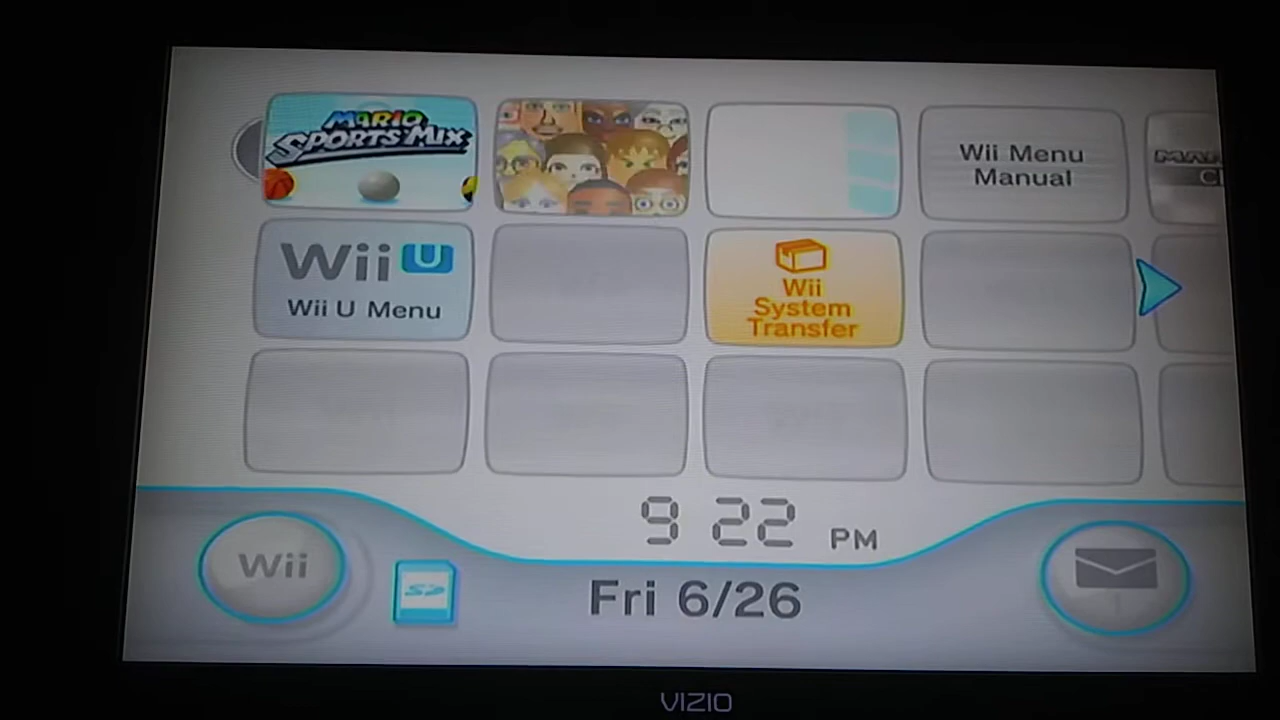 MARIO
SPORTS MIX
Wii Menu
Manual
Wii U
Wii U Menu
Wii
System
Transfer
9 22 PM
Wii
SD
Fri 6/26
VIZIO